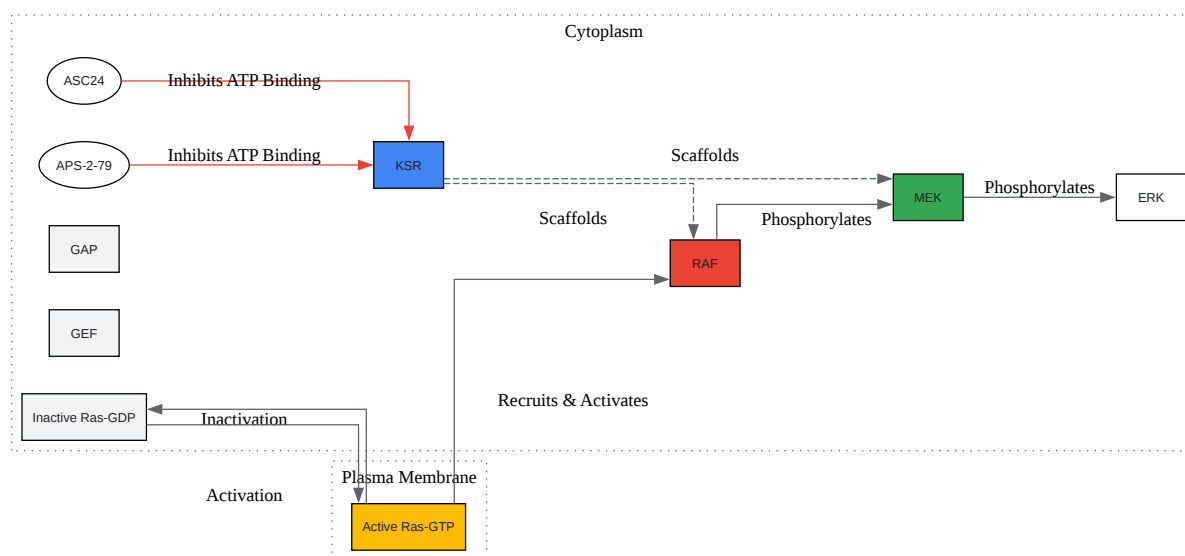 Cytoplasm
ASC24
Inhibits ATP Binding
APS-2-79
Inhibits ATP Binding
KSR
Scaffolds
MEK
Phosphorylates
ERK
Scaffolds
Phosphorylates
GAP
RAF
GEF
Recruits & Activates
Inactive Ras-GDP
Inactivation
Plasma Membrane
Activation
Active Ras-GTP